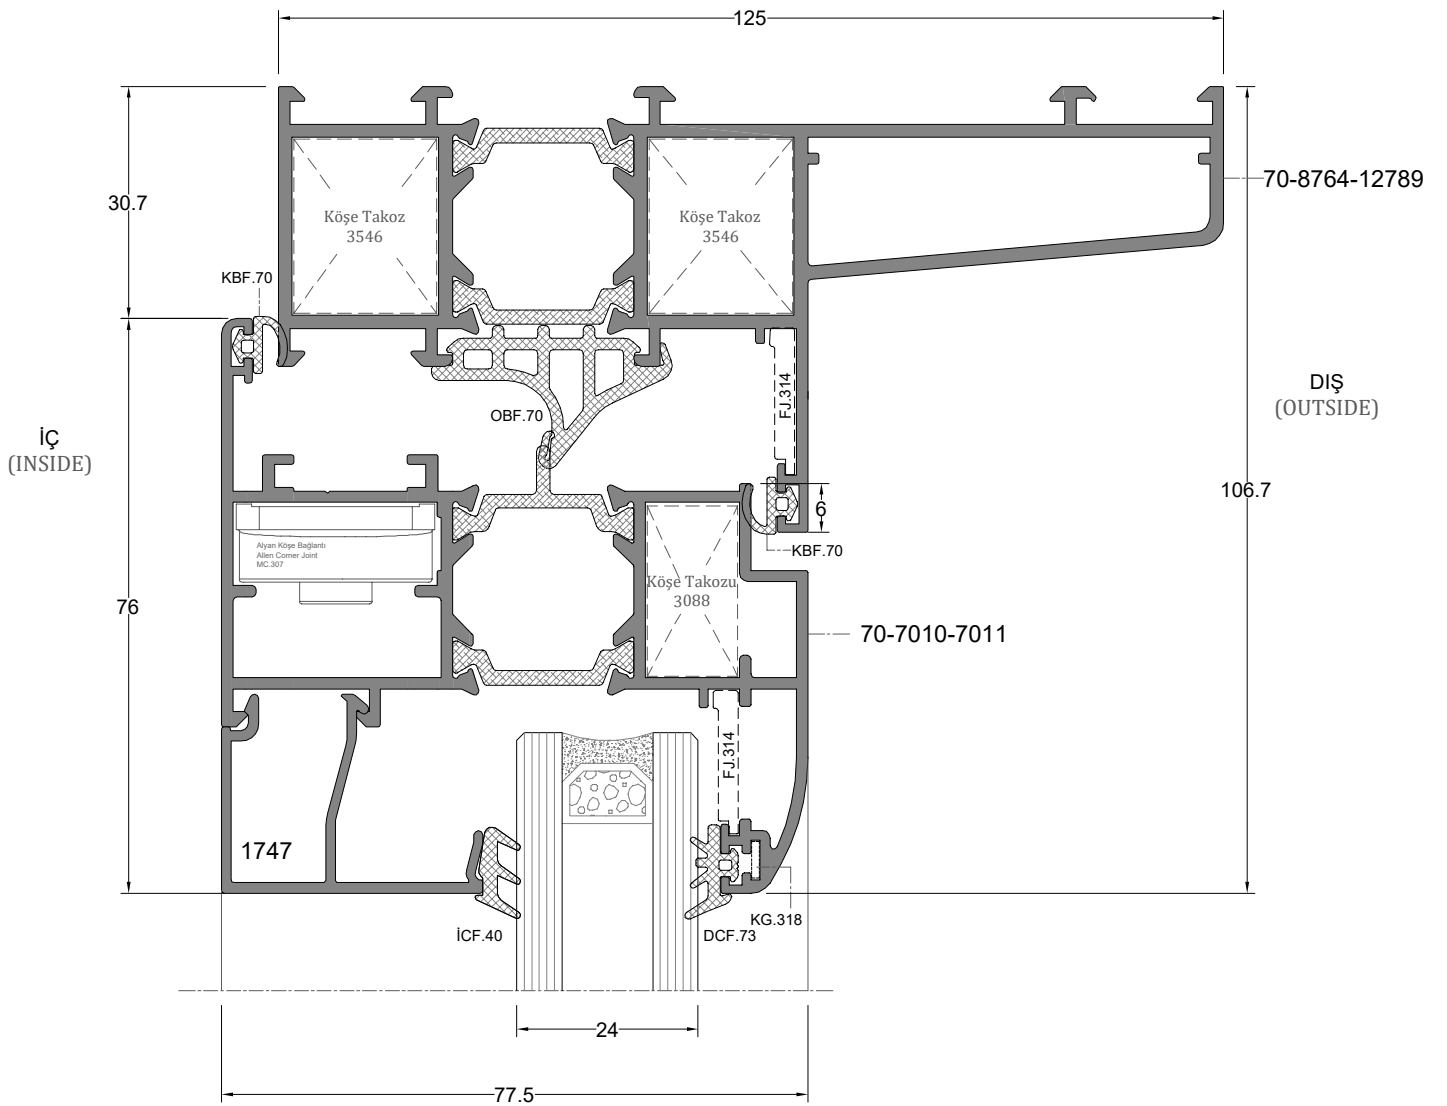 125
30.7
70-8764-12789
Köşe Takoz
3546
Köşe Takoz
3546
KBF.70
FJ.314
OBF.70
DIŞ
(OUTSIDE)
İÇ
(INSIDE)
106.7
6
KBF.70
Alyan Köşe Bağlantı
Allen Corner Joint
MC.307
Köşe Takozu
3088
76
70-7010-7011
FJ.314
1747
İCF.40
DCF.73
KG.318
24
77.5